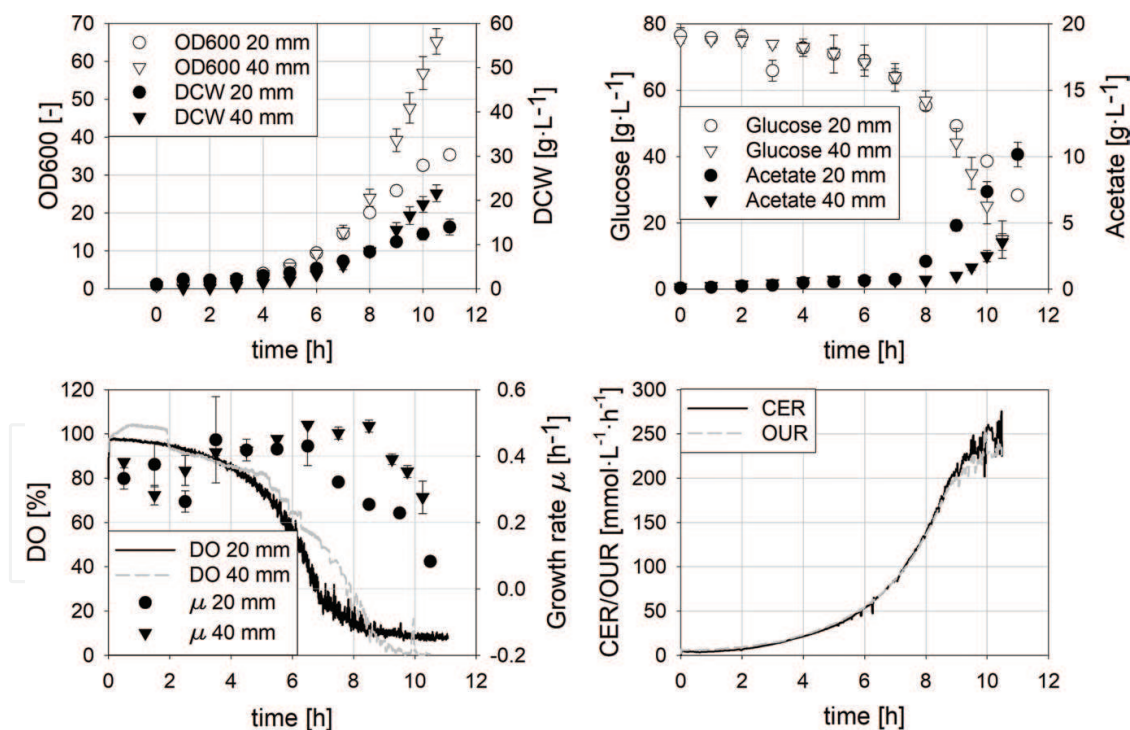 70
60
50
40
30
20
10
0
OD600 [-]
OD600 20 mm
OD600 40 mm
DCW 20 mm
DCW 40 mm
60
50
40
30
20
10
0
DCW [g·L⁻¹]
0 2 4 6 8 10 12
time [h]
80
60
40
20
0
Glucose [g·L⁻¹]
Glucose 20 mm
Glucose 40 mm
Acetate 20 mm
Acetate 40 mm
20
15
10
5
0
Acetate [g·L⁻¹]
0 2 4 6 8 10 12
time [h]
120
100
80
60
40
20
0
DO [%]
DO 20 mm
DO 40 mm
μ 20 mm
μ 40 mm
0.6
0.4
0.2
0.0
-0.2
Growth rate μ [h⁻¹]
0 2 4 6 8 10 12
time [h]
300
250
200
150
100
50
0
CER/OUR [mmol·L⁻¹·h⁻¹]
CER
OUR
0 2 4 6 8 10 12
time [h]